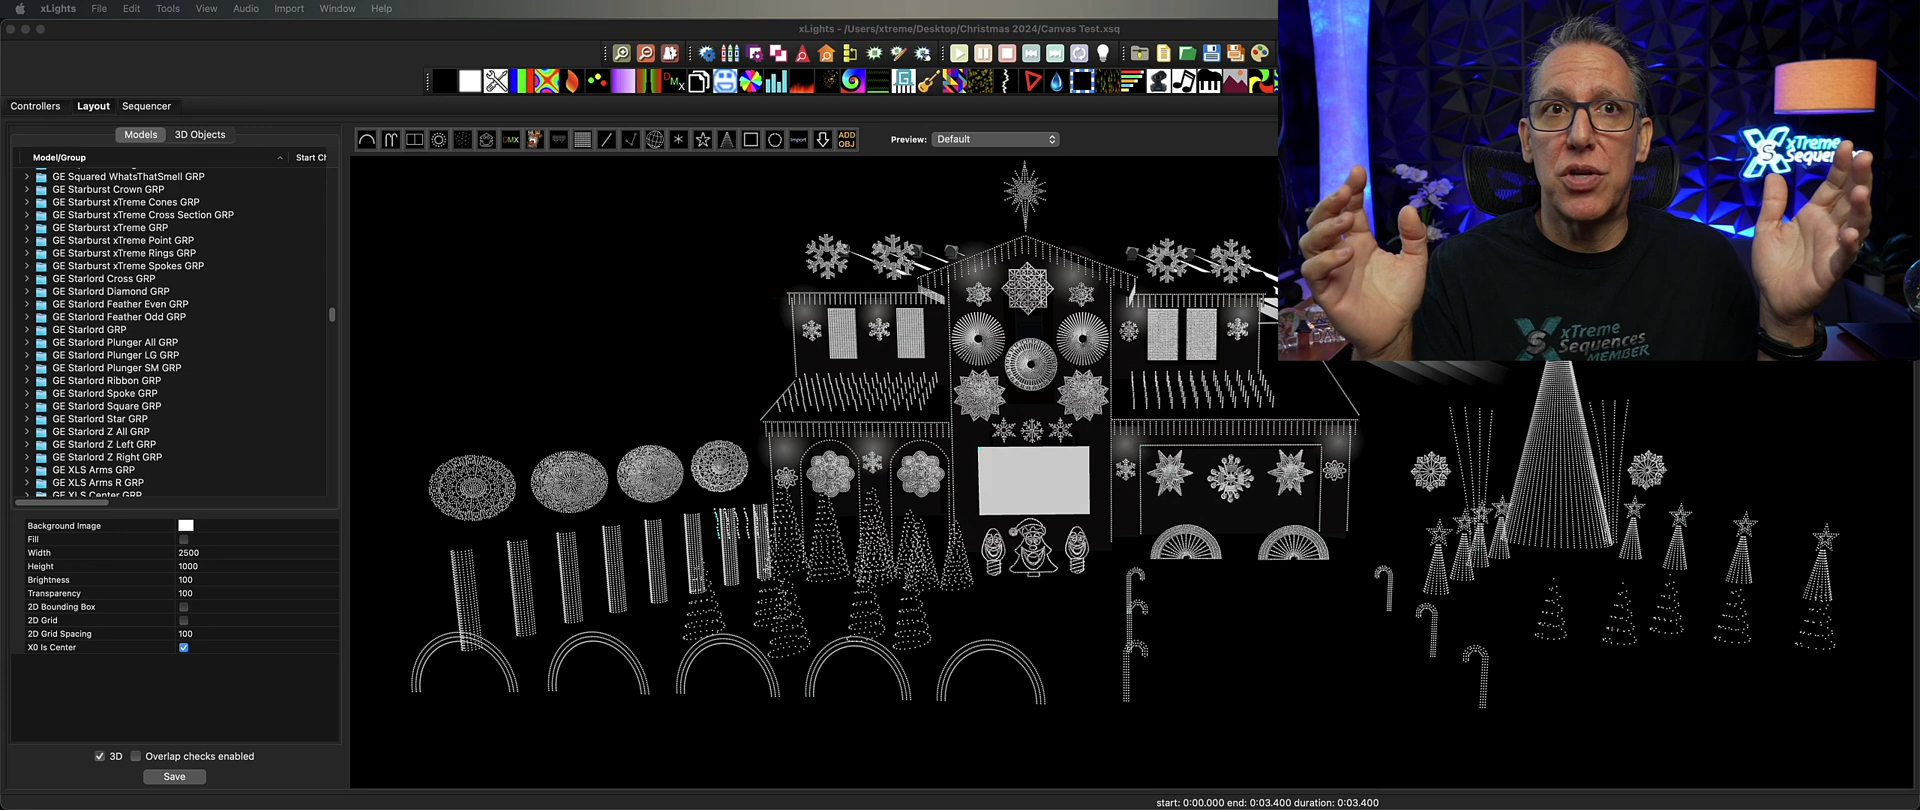 xLights File Edit Tools View Audio Import Window Help
xLights - /Users/xtreme/Desktop/Christmas 2024/Canvas Test.xsq
DMX
Controllers Layout Sequencer
Models 3D Objects
DMX Import ADD OBJ
Preview: Default
Model/Group Start Ch
GE Squared WhatsThatSmell GRP
GE Starburst Crown GRP
GE Starburst xTreme Cones GRP
GE Starburst xTreme Cross Section GRP
GE Starburst xTreme GRP
GE Starburst xTreme Point GRP
GE Starburst xTreme Rings GRP
GE Starburst xTreme Spokes GRP
GE Starlord Cross GRP
GE Starlord Diamond GRP
GE Starlord Feather Even GRP
GE Starlord Feather Odd GRP
GE Starlord GRP
GE Starlord Plunger All GRP
GE Starlord Plunger LG GRP
GE Starlord Plunger SM GRP
GE Starlord Ribbon GRP
GE Starlord Spoke GRP
GE Starlord Square GRP
GE Starlord Star GRP
GE Starlord Z All GRP
GE Starlord Z Left GRP
GE Starlord Z Right GRP
GE XLS Arms GRP
GE XLS Arms R GRP
GE XLS Center GRP
Background Image
Fill
Width 2500
Height 1000
Brightness 100
Transparency 100
2D Bounding Box
2D Grid
2D Grid Spacing 100
X0 Is Center
3D Overlap checks enabled
Save
xTreme
Sequences
xTreme
Sequences
MEMBER
start: 0:00.000 end: 0:03.400 duration: 0:03.400